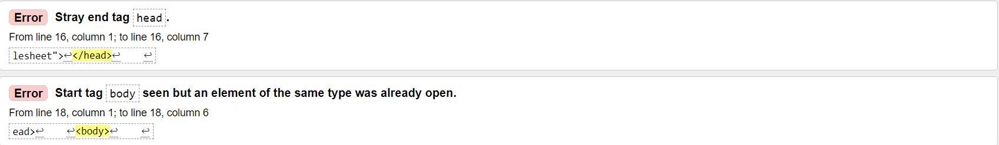 Error Stray end tag head.
From line 16, column 1; to line 16, column 7
lesheet">↩</head>↩ ↩
Error Start tag body seen but an element of the same type was already open.
From line 18, column 1; to line 18, column 6
ead>↩ ↩<body>↩ ↩